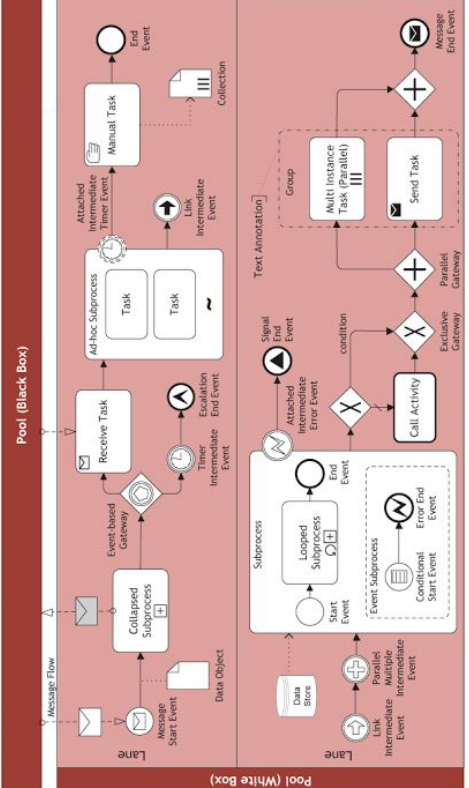 Pool (Black Box)
Message Flow
Pool (White Box)
Lane
Message
Start Event
Data Object
Collapsed
Subprocess
Event-based
Gateway
Receive Task
Timer
Intermediate
Event
Escalation
End Event
Ad-hoc Subprocess
Task
Task
~
Attached
Intermediate
Timer Event
Link
Intermediate
Event
Manual Task
Collection
End
Event
Lane
Link
Intermediate
Event
Parallel
Multiple
Intermediate
Event
Data
Store
Subprocess
Start
Event
Looped
Subprocess
End
Event
Event Subprocess
Conditional
Start Event
Error End
Event
Attached
Intermediate
Error Event
Signal
End
Event
condition
Call Activity
Exclusive
Gateway
Parallel
Gateway
Text Annotation
Group
Multi Instance
Task (Parallel)
Send Task
Message
End Event